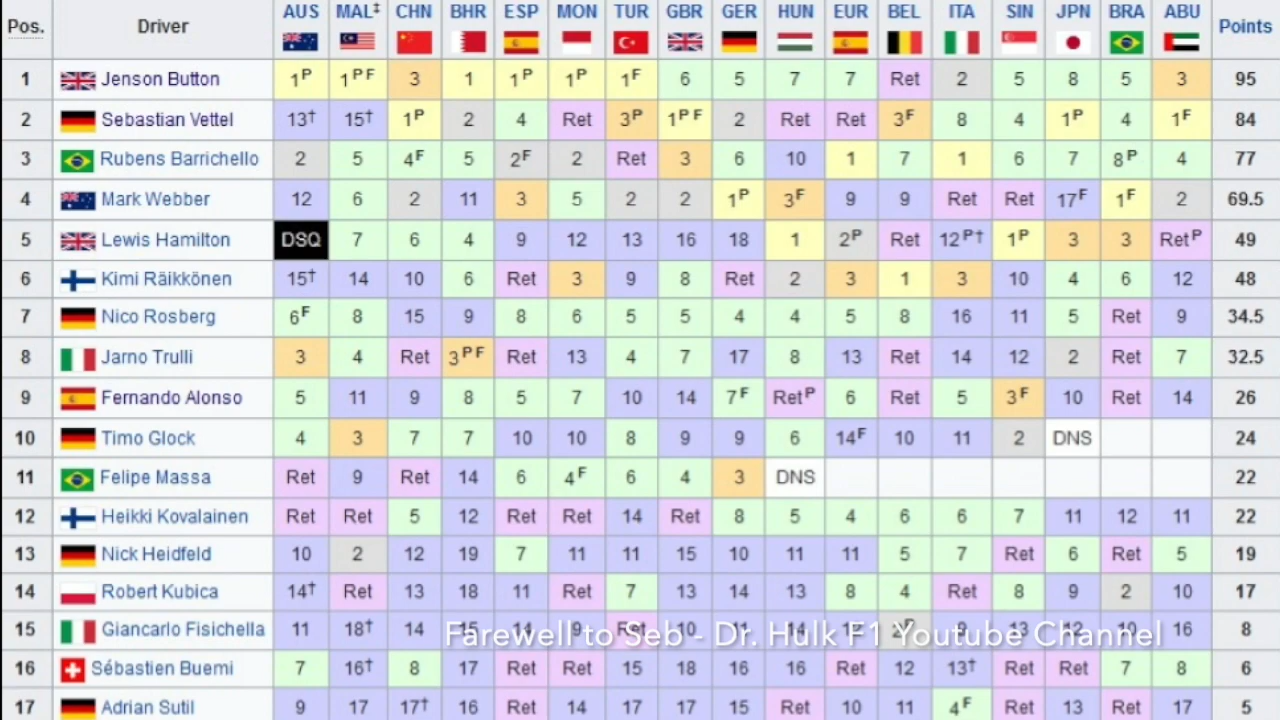 Pos. Driver AUS MAL‡ CHN BHR ESP MON TUR GBR GER HUN EUR BEL ITA SIN JPN BRA ABU Points
1 Jenson Button 1P 1PF 3 1 1P 1P 1F 6 5 7 7 Ret 2 5 8 5 3 95
2 Sebastian Vettel 13† 15† 1P 2 4 Ret 3P 1PF 2 Ret Ret 3F 8 4 1P 4 1F 84
3 Rubens Barrichello 2 5 4F 5 2F 2 Ret 3 6 10 1 7 1 6 7 8P 4 77
4 Mark Webber 12 6 2 11 3 5 2 2 1P 3F 9 9 Ret Ret 17F 1F 2 69.5
5 Lewis Hamilton DSQ 7 6 4 9 12 13 16 18 1 2P Ret 12P† 1P 3 3 RetP 49
6 Kimi Räikkönen 15† 14 10 6 Ret 3 9 8 Ret 2 3 1 3 10 4 6 12 48
7 Nico Rosberg 6F 8 15 9 8 6 5 5 4 4 5 8 16 11 5 Ret 9 34.5
8 Jarno Trulli 3 4 Ret 3PF Ret 13 4 7 17 8 13 Ret 14 12 2 Ret 7 32.5
9 Fernando Alonso 5 11 9 8 5 7 10 14 7F RetP 6 Ret 5 3F 10 Ret 14 26
10 Timo Glock 4 3 7 7 10 10 8 9 9 6 14F 10 11 2 DNS 24
11 Felipe Massa Ret 9 Ret 14 6 4F 6 4 3 DNS 22
12 Heikki Kovalainen Ret Ret 5 12 Ret Ret 14 Ret 8 5 4 6 6 7 11 12 11 22
13 Nick Heidfeld 10 2 12 19 7 11 11 15 10 11 11 5 7 Ret 6 Ret 5 19
14 Robert Kubica 14† Ret 13 18 11 Ret 7 13 14 13 8 4 Ret 8 9 2 10 17
15 Giancarlo Fisichella 11 18† 14 16 8
Farewell to Seb - Dr. Hulk F1 Youtube Channel
16 Sébastien Buemi 7 16† 8 17 Ret Ret 15 18 16 16 Ret 12 13† Ret Ret 7 8 6
17 Adrian Sutil 9 17 17† 16 Ret 14 17 17 15 Ret 10 11 4F Ret 13 Ret 17 5